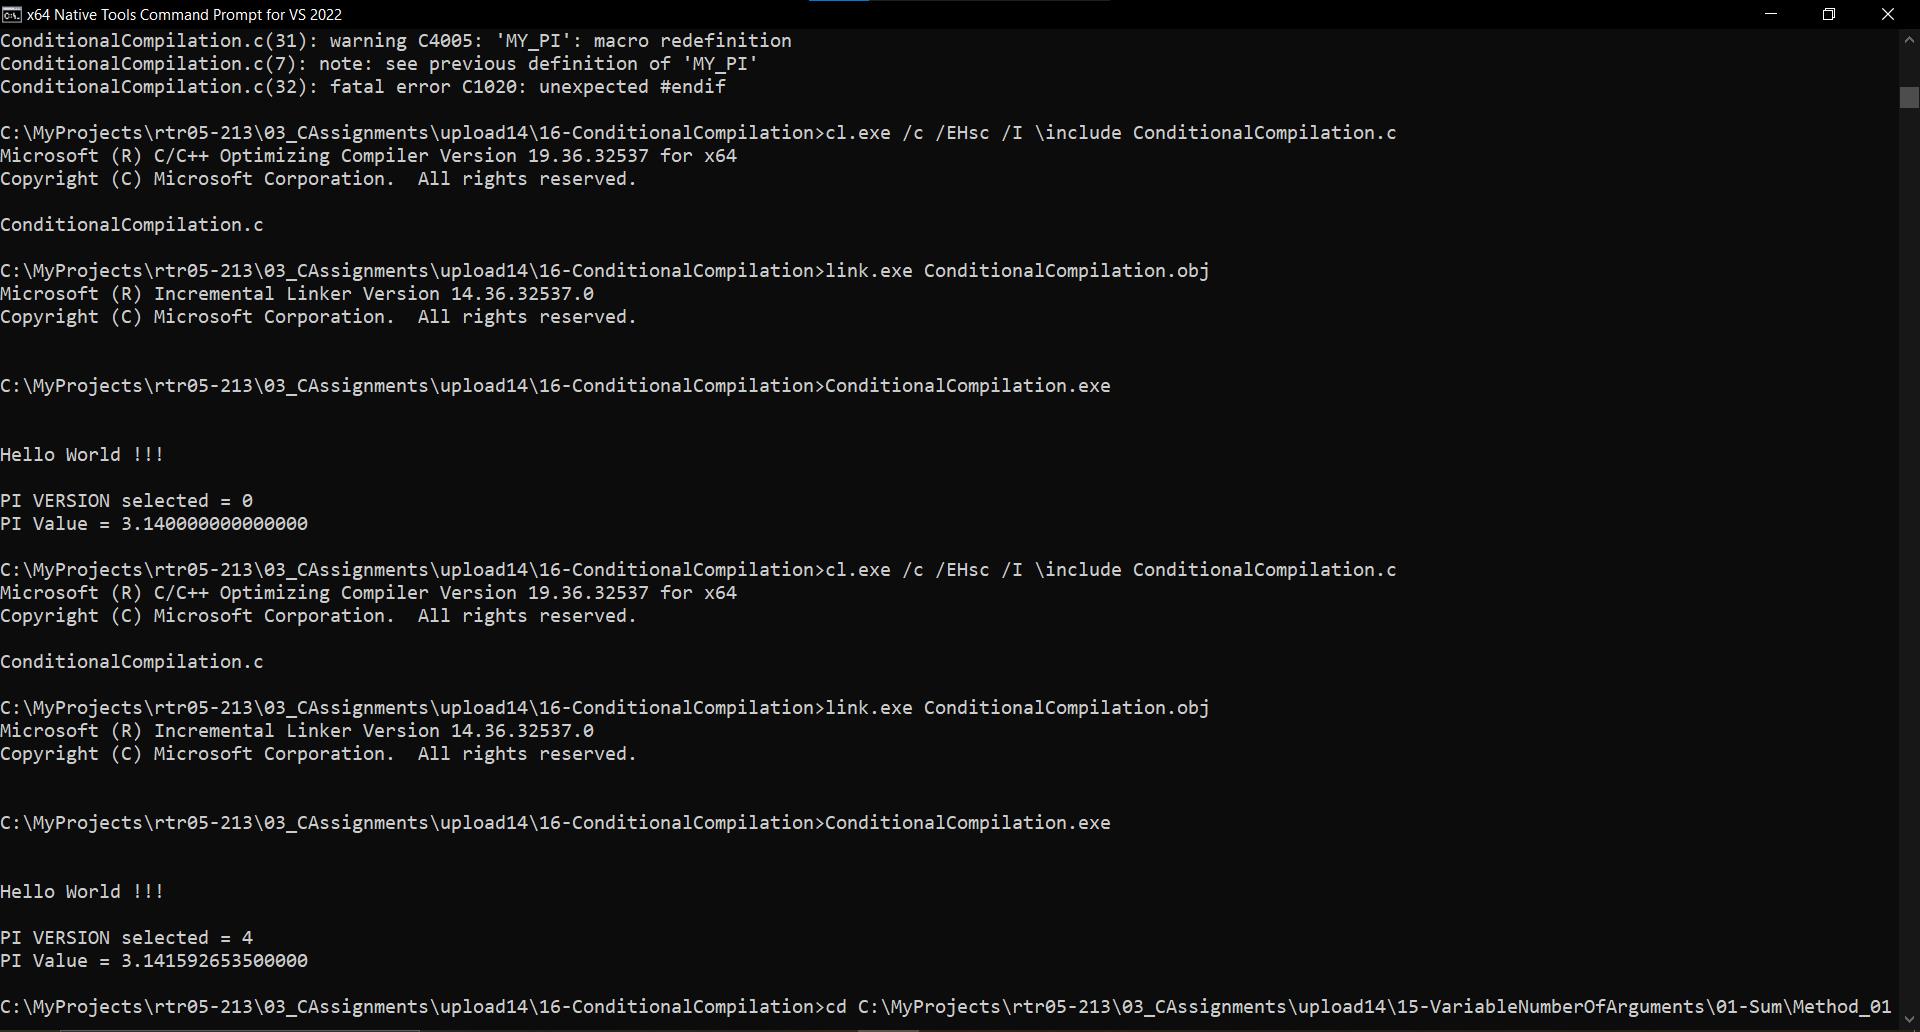 x64 Native Tools Command Prompt for VS 2022
ConditionalCompilation.c(31): warning C4005: 'MY_PI': macro redefinition
ConditionalCompilation.c(7): note: see previous definition of 'MY_PI'
ConditionalCompilation.c(32): fatal error C1020: unexpected #endif
C:\MyProjects\rtr05-213\03_CAssignments\upload14\16-ConditionalCompilation>cl.exe /c /EHsc /I \include ConditionalCompilation.c
Microsoft (R) C/C++ Optimizing Compiler Version 19.36.32537 for x64
Copyright (C) Microsoft Corporation.  All rights reserved.
ConditionalCompilation.c
C:\MyProjects\rtr05-213\03_CAssignments\upload14\16-ConditionalCompilation>link.exe ConditionalCompilation.obj
Microsoft (R) Incremental Linker Version 14.36.32537.0
Copyright (C) Microsoft Corporation.  All rights reserved.
C:\MyProjects\rtr05-213\03_CAssignments\upload14\16-ConditionalCompilation>ConditionalCompilation.exe
Hello World !!!
PI VERSION selected = 0
PI Value = 3.140000000000000
C:\MyProjects\rtr05-213\03_CAssignments\upload14\16-ConditionalCompilation>cl.exe /c /EHsc /I \include ConditionalCompilation.c
Microsoft (R) C/C++ Optimizing Compiler Version 19.36.32537 for x64
Copyright (C) Microsoft Corporation.  All rights reserved.
ConditionalCompilation.c
C:\MyProjects\rtr05-213\03_CAssignments\upload14\16-ConditionalCompilation>link.exe ConditionalCompilation.obj
Microsoft (R) Incremental Linker Version 14.36.32537.0
Copyright (C) Microsoft Corporation.  All rights reserved.
C:\MyProjects\rtr05-213\03_CAssignments\upload14\16-ConditionalCompilation>ConditionalCompilation.exe
Hello World !!!
PI VERSION selected = 4
PI Value = 3.141592653500000
C:\MyProjects\rtr05-213\03_CAssignments\upload14\16-ConditionalCompilation>cd C:\MyProjects\rtr05-213\03_CAssignments\upload14\15-VariableNumberOfArguments\01-Sum\Method_01